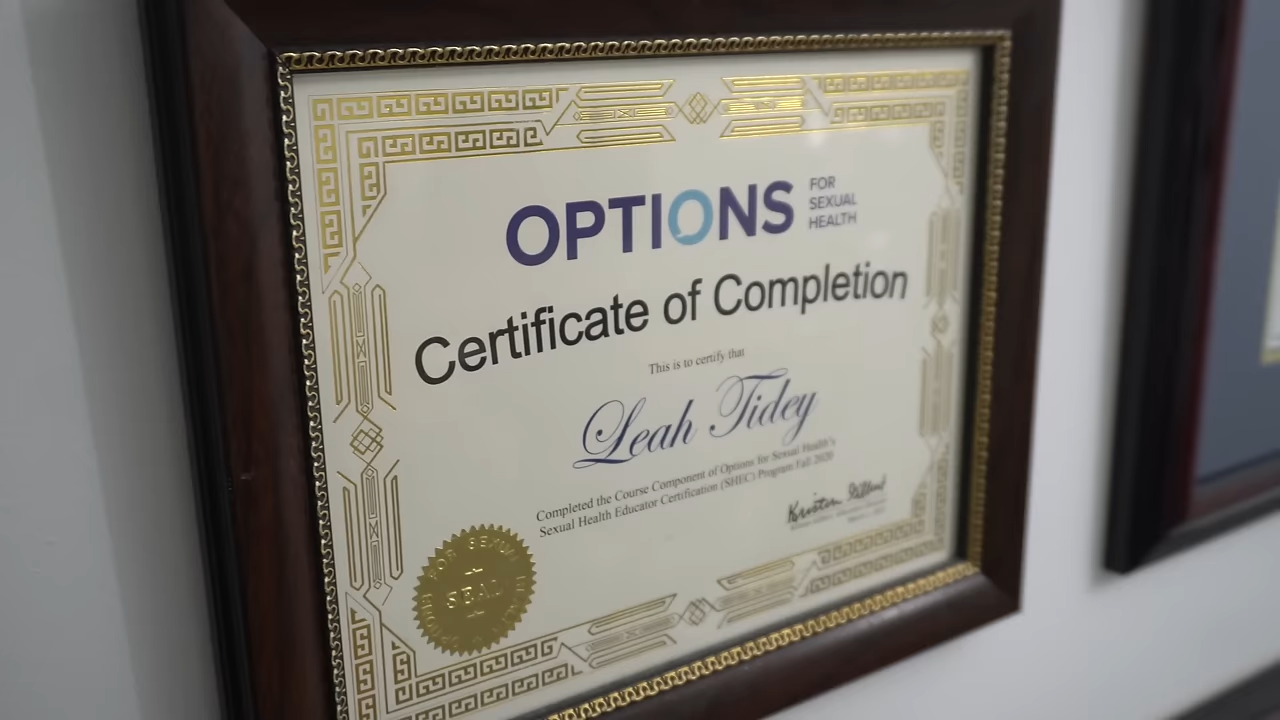 OPTIONS
FOR
SEXUAL
HEALTH
Certificate of Completion
This is to certify that
Leah Tidey
Completed the Course Component of Options for Sexual Health's
Sexual Health Educator Certification (SHEC) Program Fall 2020
Kristen
SEAL